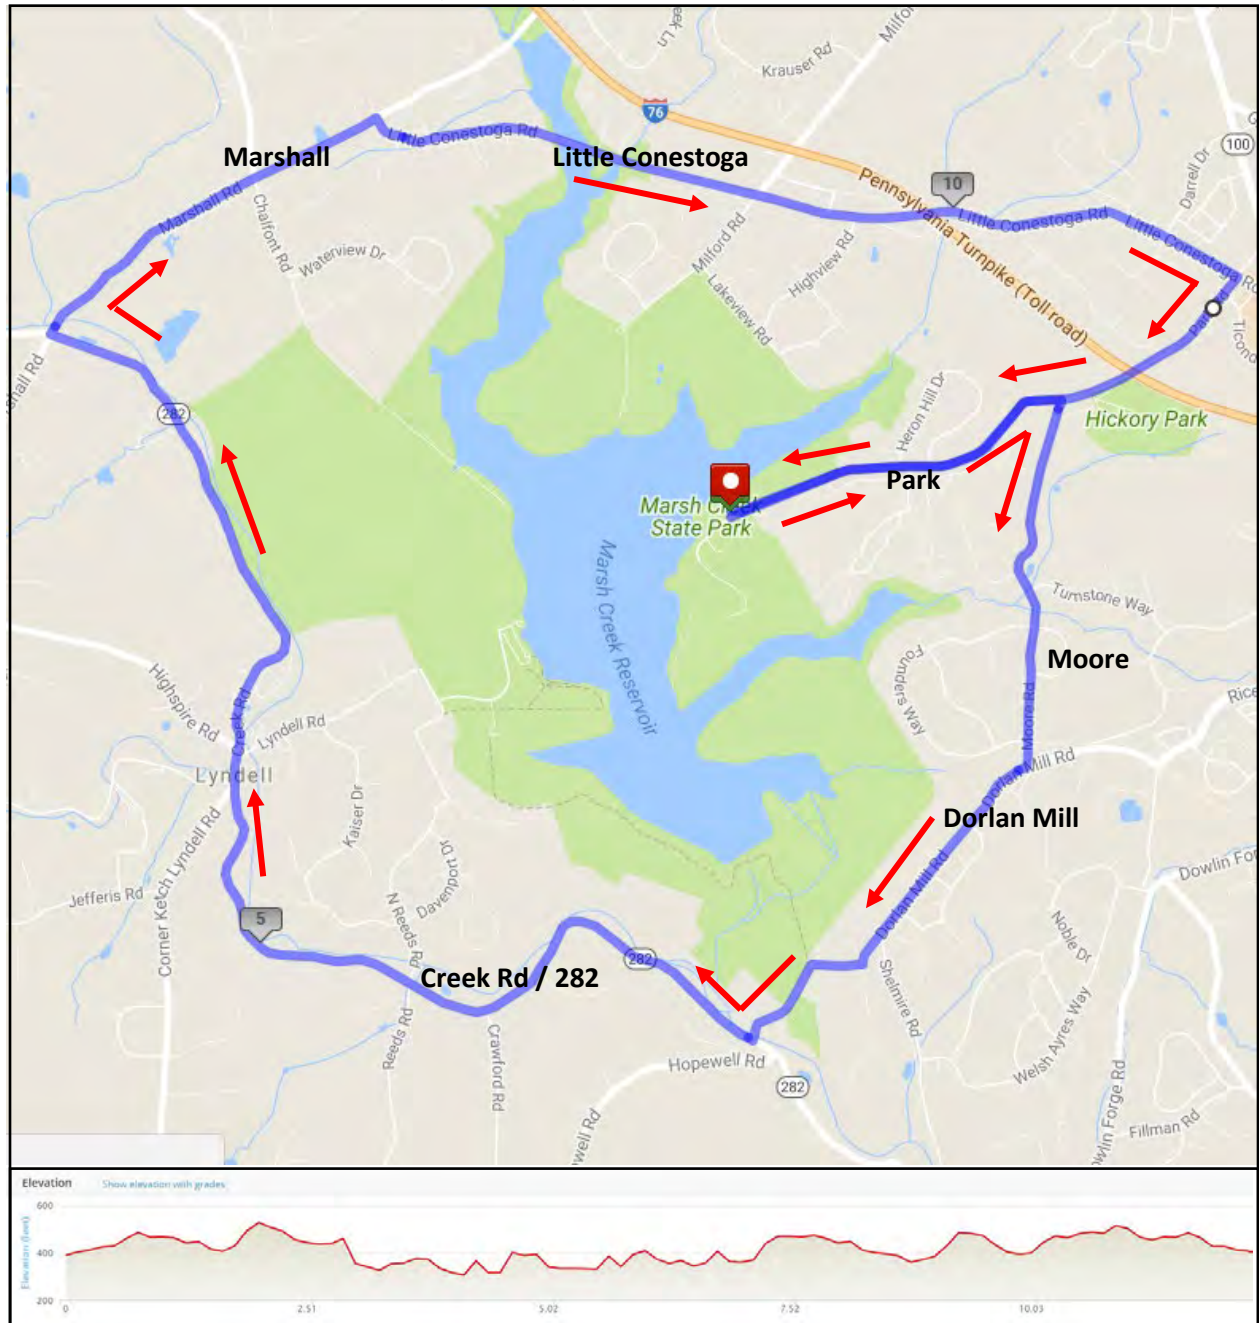 Milford
Krauser Rd
76
100
Darrell Dr
Marshall
Little Conestoga Rd
Little Conestoga
Pennsylvania Turnpike (Toll road)
10
Little Conestoga Rd
Little Conestoga Rd
Marshall Rd
Chalfont Rd
Waterview Dr
Milford Rd
Highview Rd
Lakeview Rd
Hickory Park
282
Heron Hill Dr
Park
Marsh Creek
State Park
Marsh Creek Reservoir
Turnstone Way
Moore
Founders Way
Moore Rd
Highspire Rd
Creek Rd
Lyndell Rd
Lyndell
Dorlan Mill Rd
Dorlan Mill
Kaiser Dr
Davenport Dr
Corner Ketch Lyndell Rd
Jefferis Rd
N Reeds Rd
Dorlan Mill Rd
Dowlin For
Noble Dr
5
282
Creek Rd / 282
Shelmire Rd
Welsh Ayres Way
Reeds Rd
Crawford Rd
Hopewell Rd
282
Fillman Rd
Elevation
Show elevation with grades
600
400
200
Elevation (feet)
0
2.51
5.02
7.52
10.03